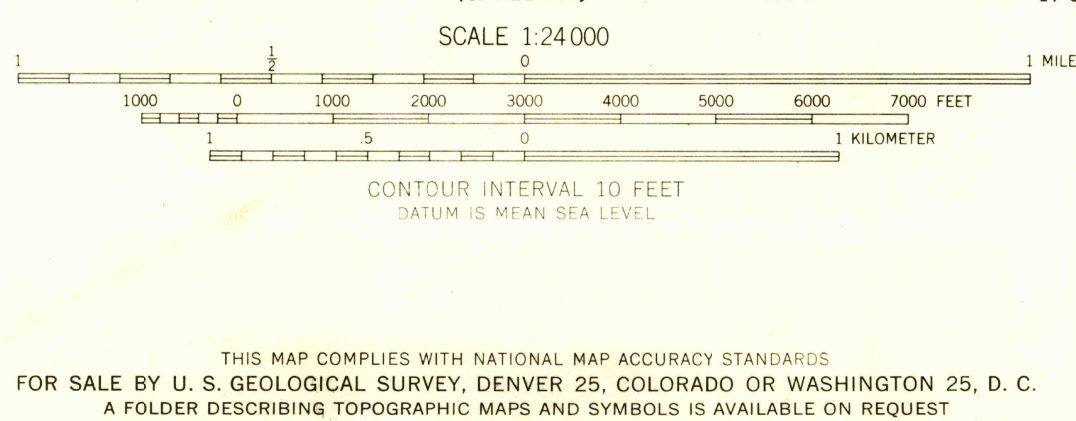 SCALE 1:24 000
1 1/2 0 1 MILE
1000 0 1000 2000 3000 4000 5000 6000 7000 FEET
1 .5 0 1 KILOMETER
CONTOUR INTERVAL 10 FEET
DATUM IS MEAN SEA LEVEL
THIS MAP COMPLIES WITH NATIONAL MAP ACCURACY STANDARDS
FOR SALE BY U. S. GEOLOGICAL SURVEY, DENVER 25, COLORADO OR WASHINGTON 25, D. C.
A FOLDER DESCRIBING TOPOGRAPHIC MAPS AND SYMBOLS IS AVAILABLE ON REQUEST